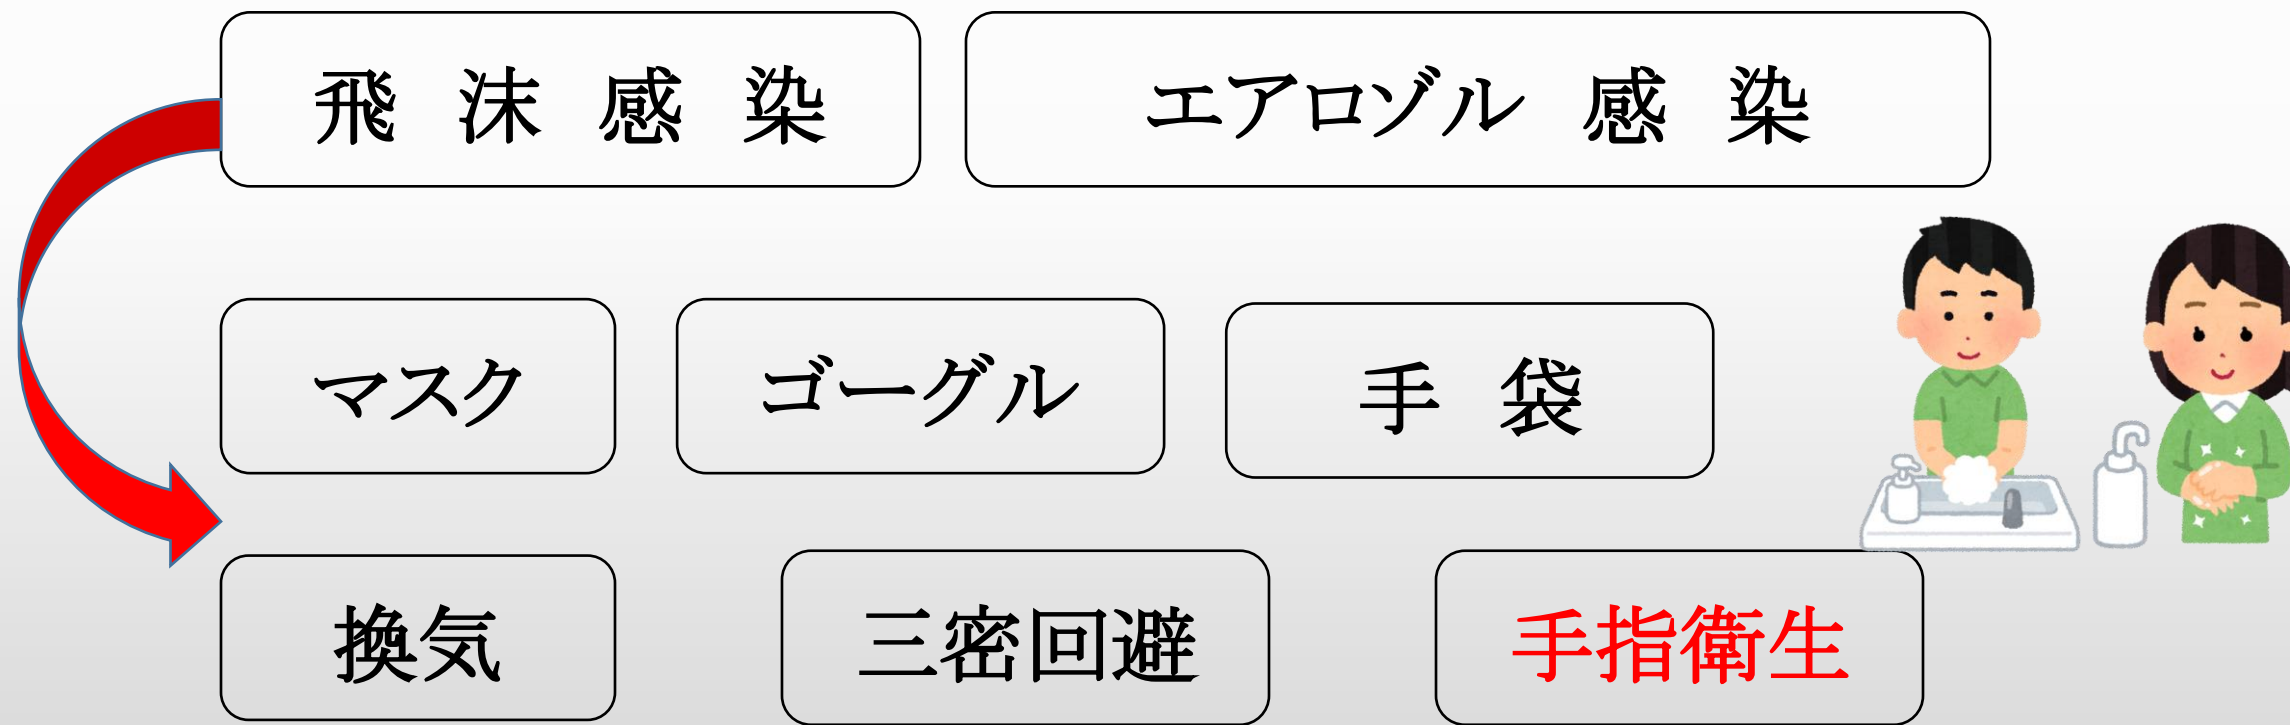 飛沫感染
エアロゾル感染
マスク
ゴーグル
手袋
換気
三密回避
手指衛生